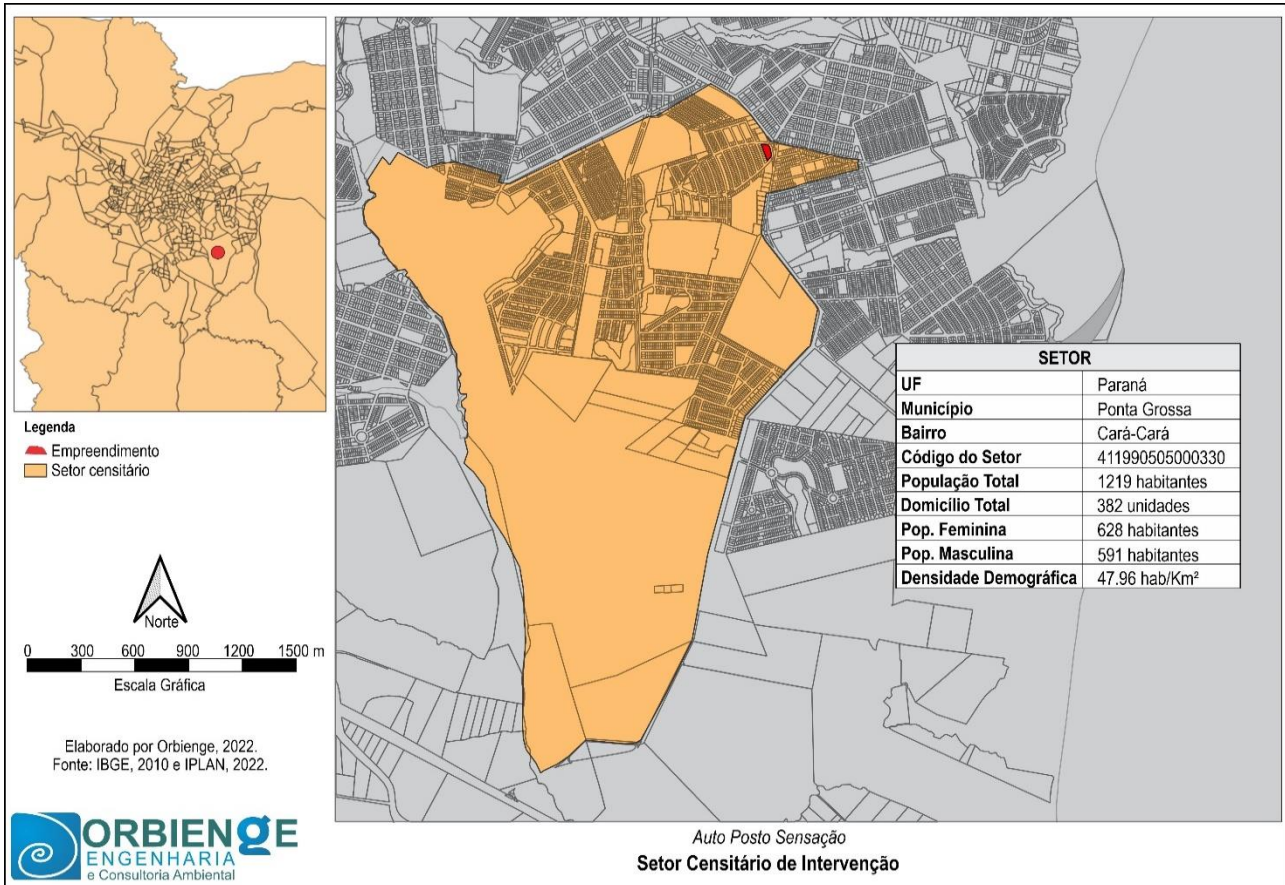 Legenda
Empreendimento
Setor censitário
Norte
0 300 600 900 1200 1500 m
Escala Gráfica
Elaborado por Orbienge, 2022.
Fonte: IBGE, 2010 e IPLAN, 2022.
ORBIENGE
ENGENHARIA
e Consultoria Ambiental
SETOR
UF Paraná
Município Ponta Grossa
Bairro Cará-Cará
Código do Setor 411990505000330
População Total 1219 habitantes
Domicílio Total 382 unidades
Pop. Feminina 628 habitantes
Pop. Masculina 591 habitantes
Densidade Demográfica 47.96 hab/Km²
Auto Posto Sensação
Setor Censitário de Intervenção